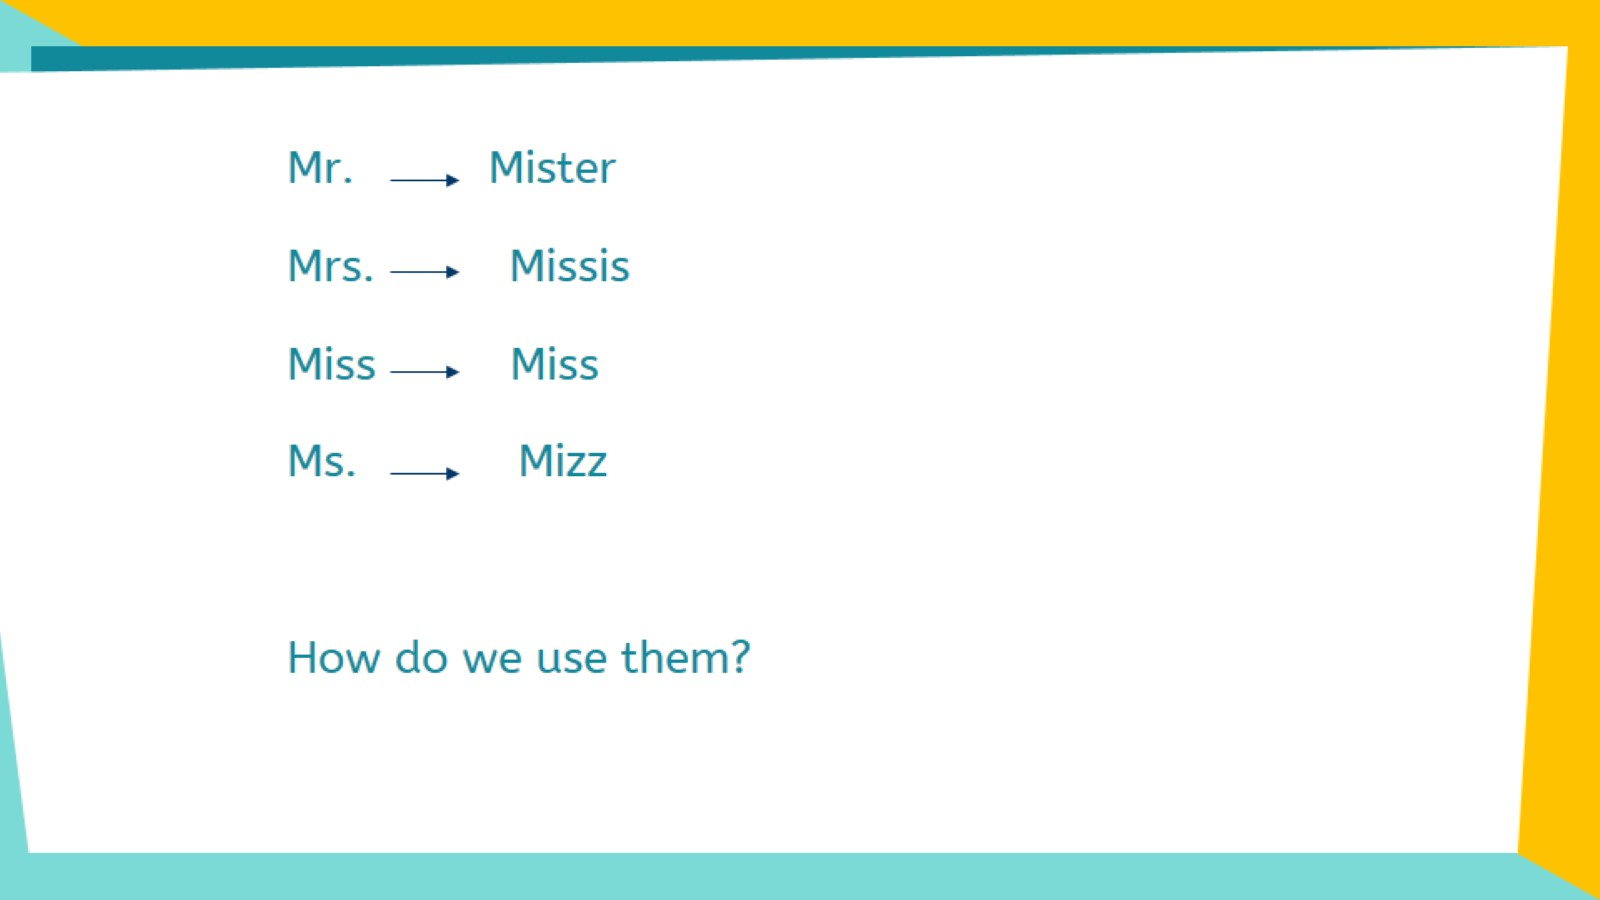 Mr. → Mister
Mrs. → Missis
Miss → Miss
Ms. → Mizz
How do we use them?